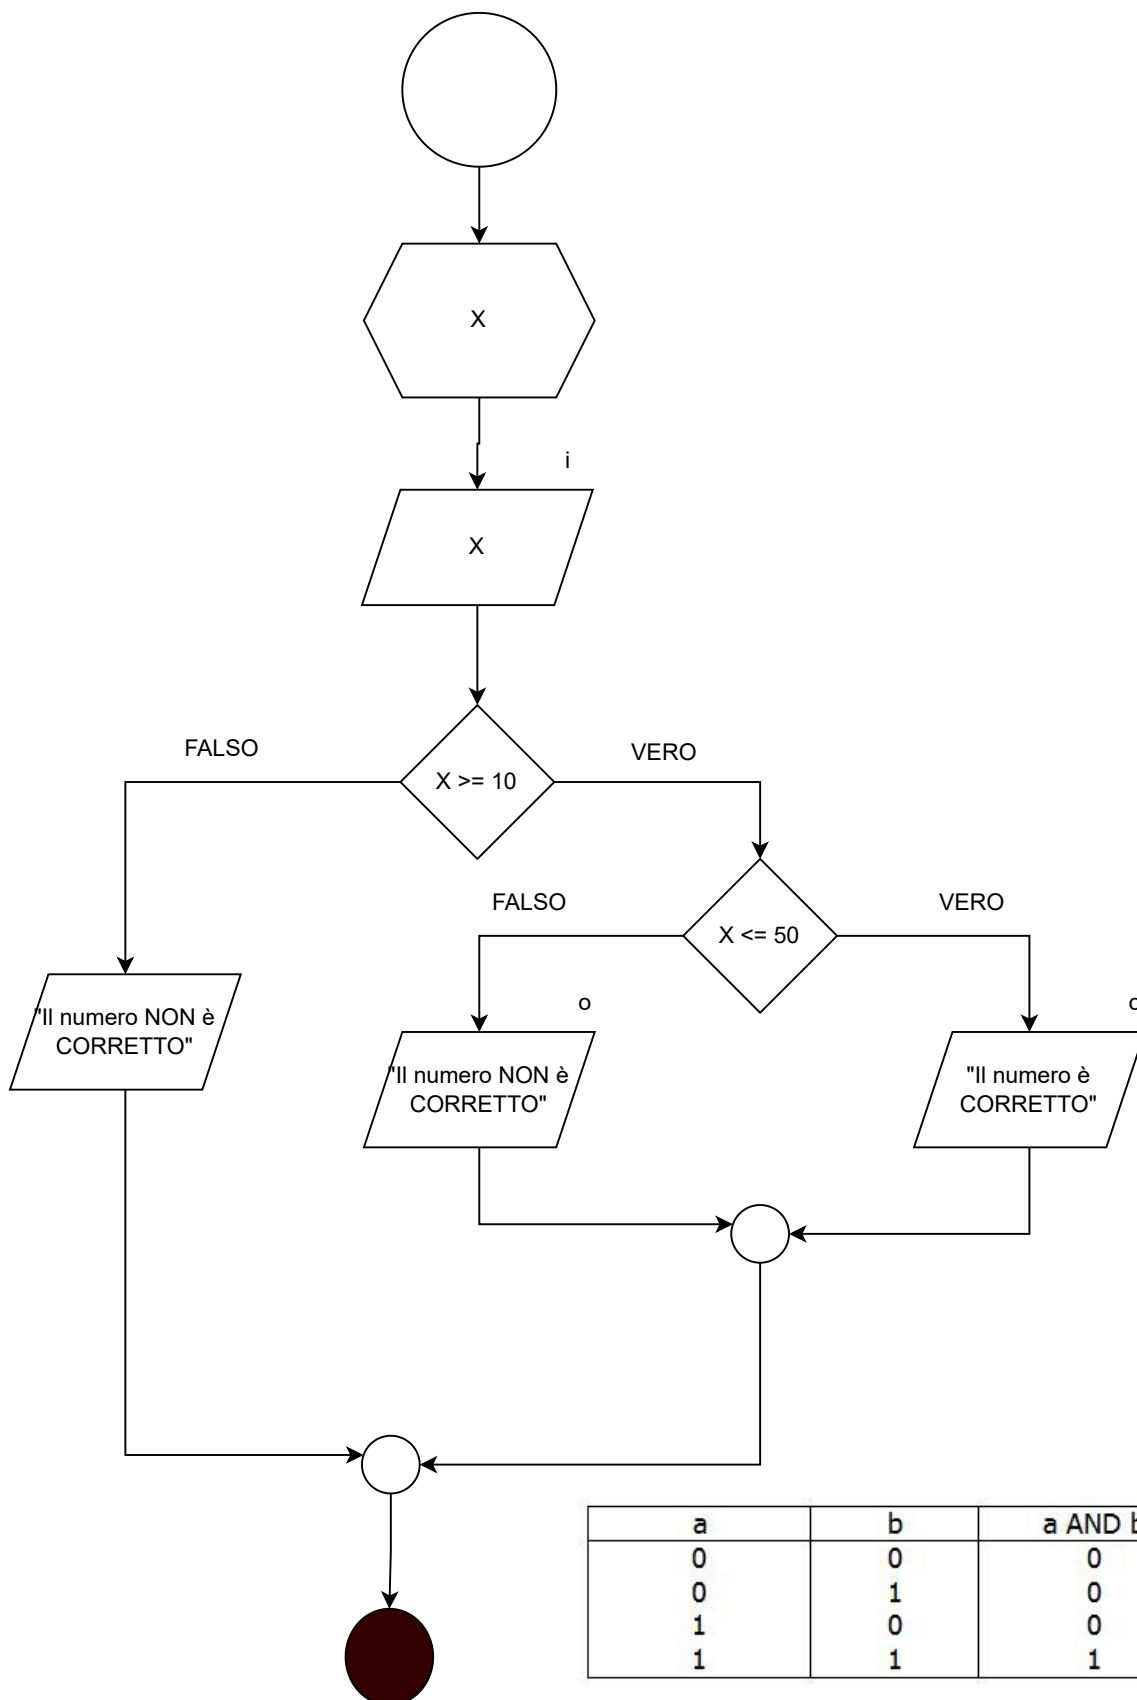 X
i
X
FALSO
VERO
X >= 10
FALSO
VERO
X <= 50
"Il numero NON è
CORRETTO"
o
o
"Il numero NON è
CORRETTO"
"Il numero è
CORRETTO"
a b a AND b
0 0 0
0 1 0
1 0 0
1 1 1